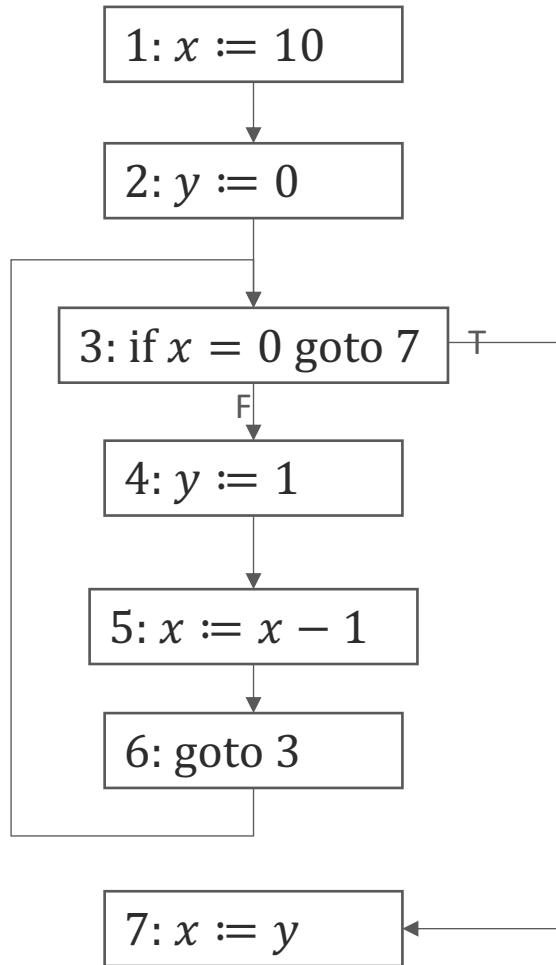 1: x := 10
2: y := 0
3: if x = 0 goto 7
T
F
4: y := 1
5: x := x − 1
6: goto 3
7: x := y